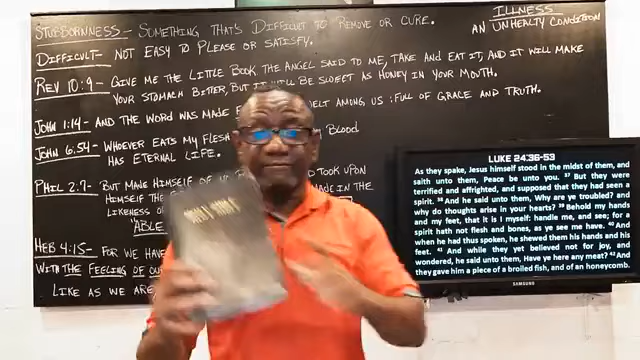 STUBBORNNESS- SOMETHING THAT'S DIFFICULT TO REMOVE OR CURE.
ILLNESS
AN UNHEALTY CONDITION
DIFFICULT- NOT EASY TO PLEASE OR SATISFY.
REV 10:9- GIVE ME THE LITTLE BOOK, THE ANGEL SAID TO ME, TAKE AND EAT IT, AND IT WILL MAKE
YOUR STOMACH BITTER, BUT IT WILL BE SWEET AS HONEY IN YOUR MOUTH.
JOHN 1:14- AND THE WORD WAS MADE AMONG US: FULL OF GRACE AND TRUTH.
JOHN 6:54- WHOEVER EATS MY FLESH BLOOD
HAS ETERNAL LIFE.
PHIL 2:7- BUT MADE HIMSELF OF NO TOOK UPON
HIMSELF THE MADE IN THE
LIKENESS OF
"ABLE
HEB 4:15- FOR WE HAVE
WITH THE FEELING OF OUR
LIKE AS WE ARE
HOLY BIBLE
LUKE 24:36-53
As they spake, Jesus himself stood in the midst of them, and
saith unto them, Peace be unto you. 37 But they were
terrified and affrighted, and supposed that they had seen a
spirit. 38 And he said unto them, Why are ye troubled? and
why do thoughts arise in your hearts? 39 Behold my hands
and my feet, that it is I myself: handle me, and see; for a
spirit hath not flesh and bones, as ye see me have. 40 And
when he had thus spoken, he shewed them his hands and his
feet. 41 And while they yet believed not for joy, and
wondered, he said unto them, Have ye here any meat? 42 And
they gave him a piece of a broiled fish, and of an honeycomb.
SAMSUNG